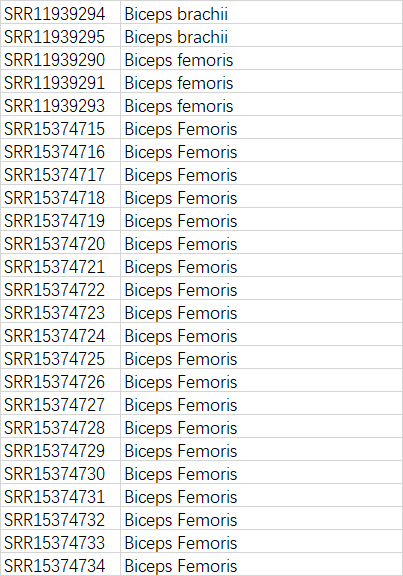 SRR11939294 Biceps brachii
SRR11939295 Biceps brachii
SRR11939290 Biceps femoris
SRR11939291 Biceps femoris
SRR11939293 Biceps femoris
SRR15374715 Biceps Femoris
SRR15374716 Biceps Femoris
SRR15374717 Biceps Femoris
SRR15374718 Biceps Femoris
SRR15374719 Biceps Femoris
SRR15374720 Biceps Femoris
SRR15374721 Biceps Femoris
SRR15374722 Biceps Femoris
SRR15374723 Biceps Femoris
SRR15374724 Biceps Femoris
SRR15374725 Biceps Femoris
SRR15374726 Biceps Femoris
SRR15374727 Biceps Femoris
SRR15374728 Biceps Femoris
SRR15374729 Biceps Femoris
SRR15374730 Biceps Femoris
SRR15374731 Biceps Femoris
SRR15374732 Biceps Femoris
SRR15374733 Biceps Femoris
SRR15374734 Biceps Femoris